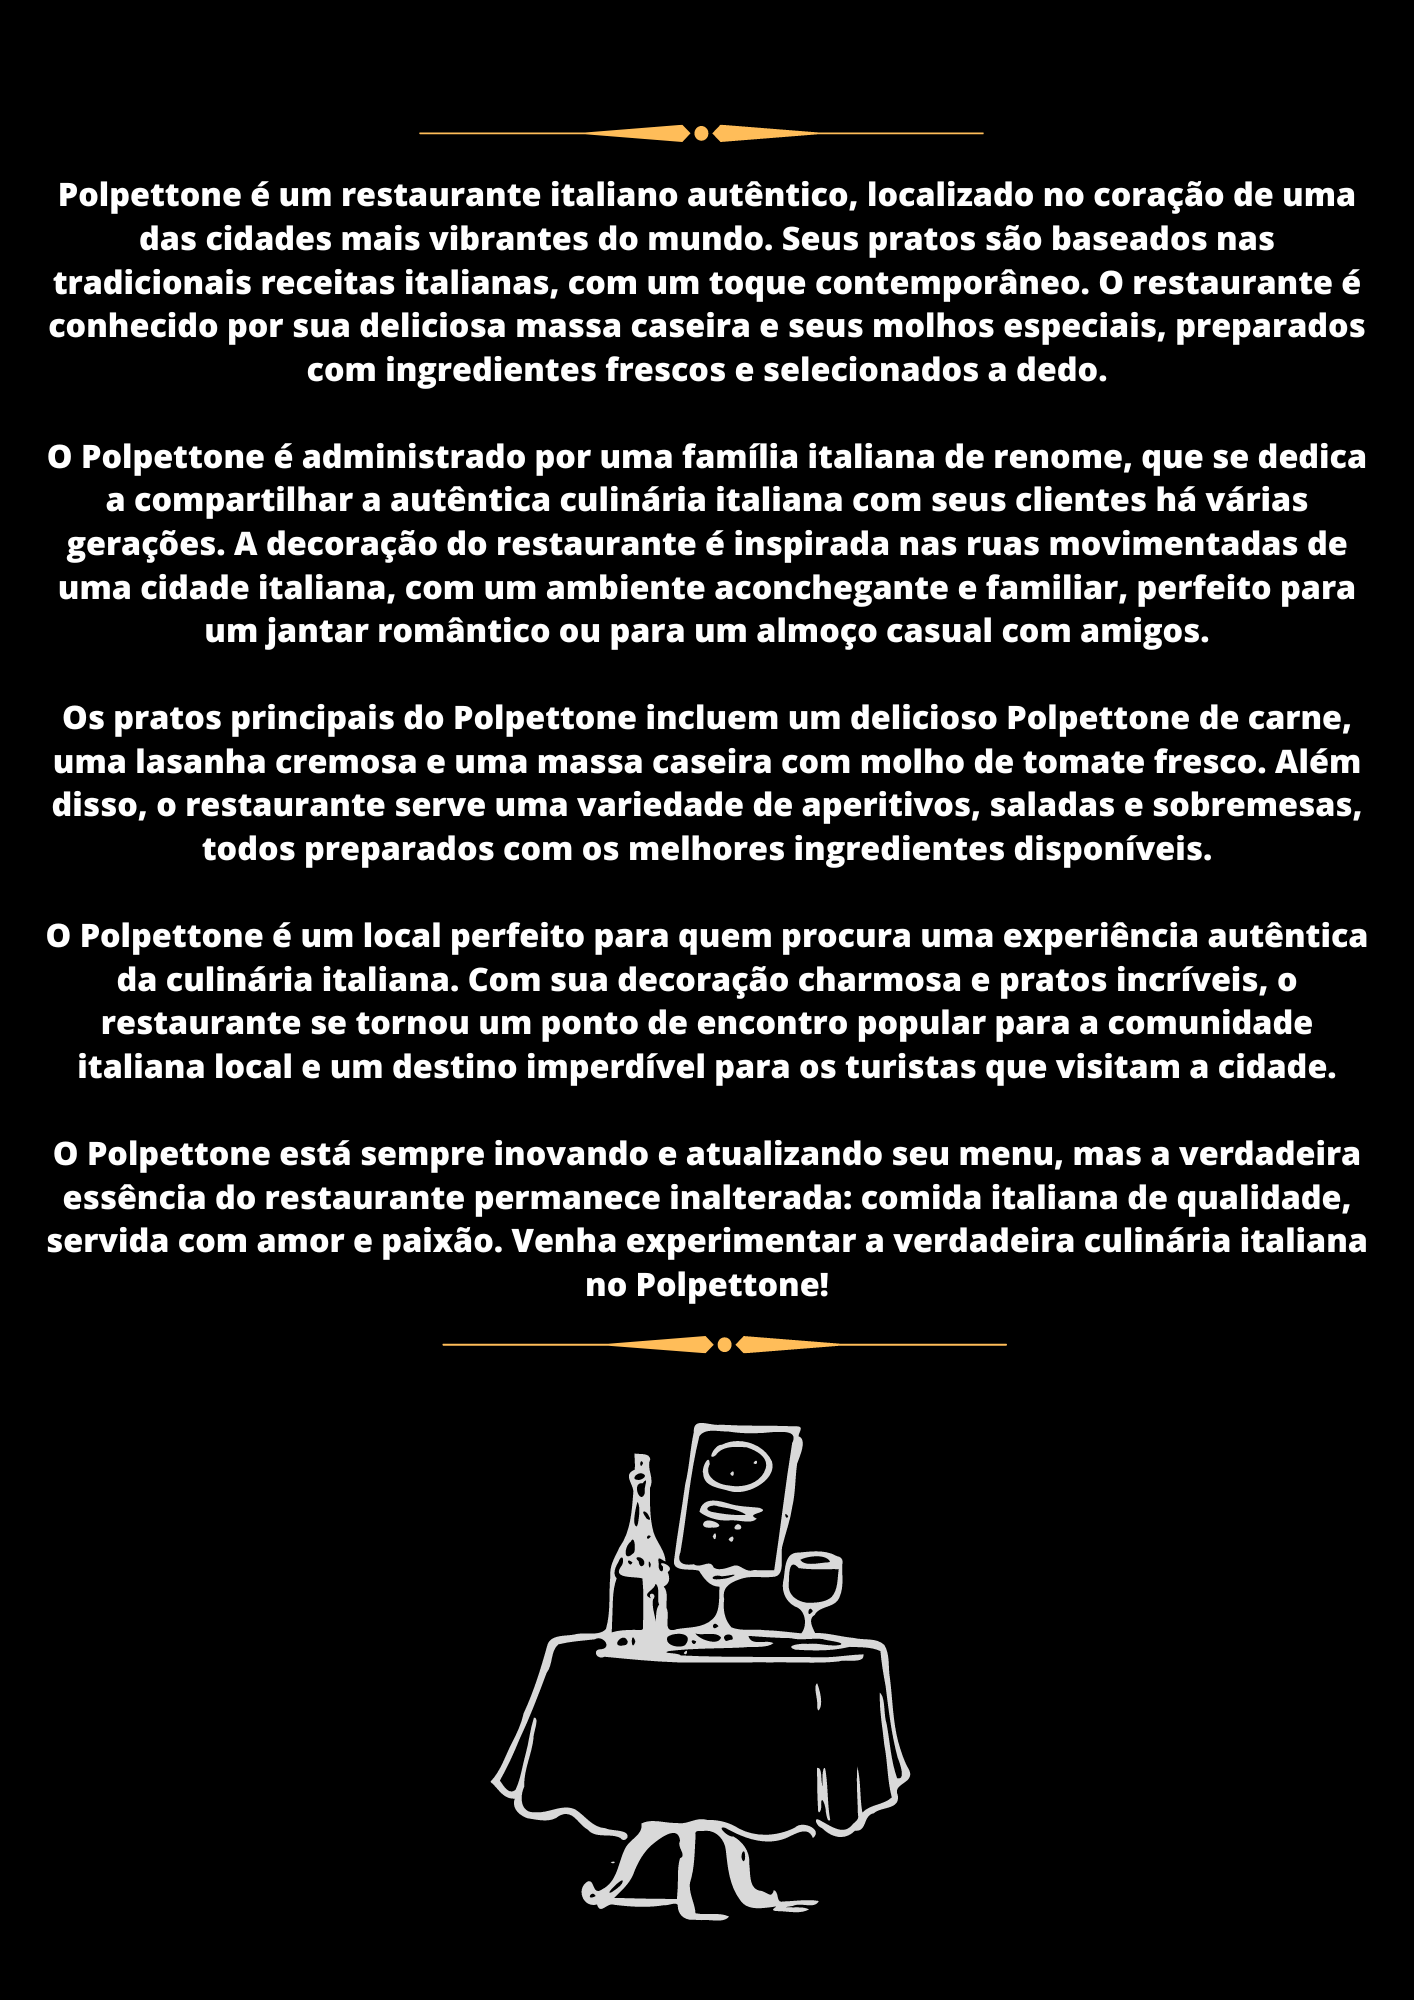 Polpettone é um restaurante italiano autêntico, localizado no coração de uma
das cidades mais vibrantes do mundo. Seus pratos são baseados nas
tradicionais receitas italianas, com um toque contemporâneo. O restaurante é
conhecido por sua deliciosa massa caseira e seus molhos especiais, preparados
com ingredientes frescos e selecionados a dedo.
O Polpettone é administrado por uma família italiana de renome, que se dedica
a compartilhar a autêntica culinária italiana com seus clientes há várias
gerações. A decoração do restaurante é inspirada nas ruas movimentadas de
uma cidade italiana, com um ambiente aconchegante e familiar, perfeito para
um jantar romântico ou para um almoço casual com amigos.
Os pratos principais do Polpettone incluem um delicioso Polpettone de carne,
uma lasanha cremosa e uma massa caseira com molho de tomate fresco. Além
disso, o restaurante serve uma variedade de aperitivos, saladas e sobremesas,
todos preparados com os melhores ingredientes disponíveis.
O Polpettone é um local perfeito para quem procura uma experiência autêntica
da culinária italiana. Com sua decoração charmosa e pratos incríveis, o
restaurante se tornou um ponto de encontro popular para a comunidade
italiana local e um destino imperdível para os turistas que visitam a cidade.
O Polpettone está sempre inovando e atualizando seu menu, mas a verdadeira
essência do restaurante permanece inalterada: comida italiana de qualidade,
servida com amor e paixão. Venha experimentar a verdadeira culinária italiana
no Polpettone!